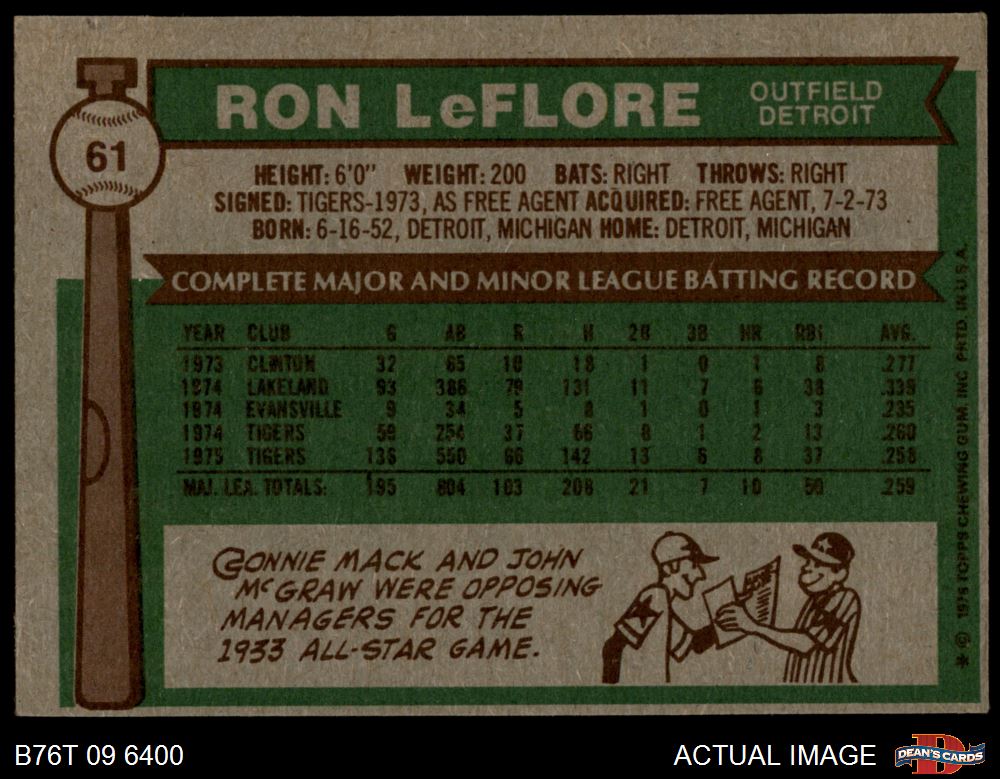 RON LeFLORE
OUTFIELD
DETROIT
61
HEIGHT: 6'0" WEIGHT: 200 BATS: RIGHT THROWS: RIGHT
SIGNED: TIGERS-1973, AS FREE AGENT ACQUIRED: FREE AGENT, 7-2-73
BORN: 6-16-52, DETROIT, MICHIGAN HOME: DETROIT, MICHIGAN
COMPLETE MAJOR AND MINOR LEAGUE BATTING RECORD
YEAR CLUB G AB R H 2B 3B HR RBI AVG.
1973 CLINTON 32 65 10 18 1 0 1 8 .277
1974 LAKELAND 93 386 79 131 11 7 6 38 .339
1974 EVANSVILLE 9 34 5 8 1 0 1 3 .235
1974 TIGERS 59 254 37 66 8 1 2 13 .260
1975 TIGERS 136 550 66 142 13 6 8 37 .258
MAJ. LEA. TOTALS: 195 804 103 208 21 7 10 50 .259
CONNIE MACK AND JOHN
McGRAW WERE OPPOSING
MANAGERS FOR THE
1933 ALL-STAR GAME.
* © 1976 TOPPS CHEWING GUM, INC. PRTD. IN U.S.A.
B76T 09 6400
ACTUAL IMAGE
DEAN'S CARDS